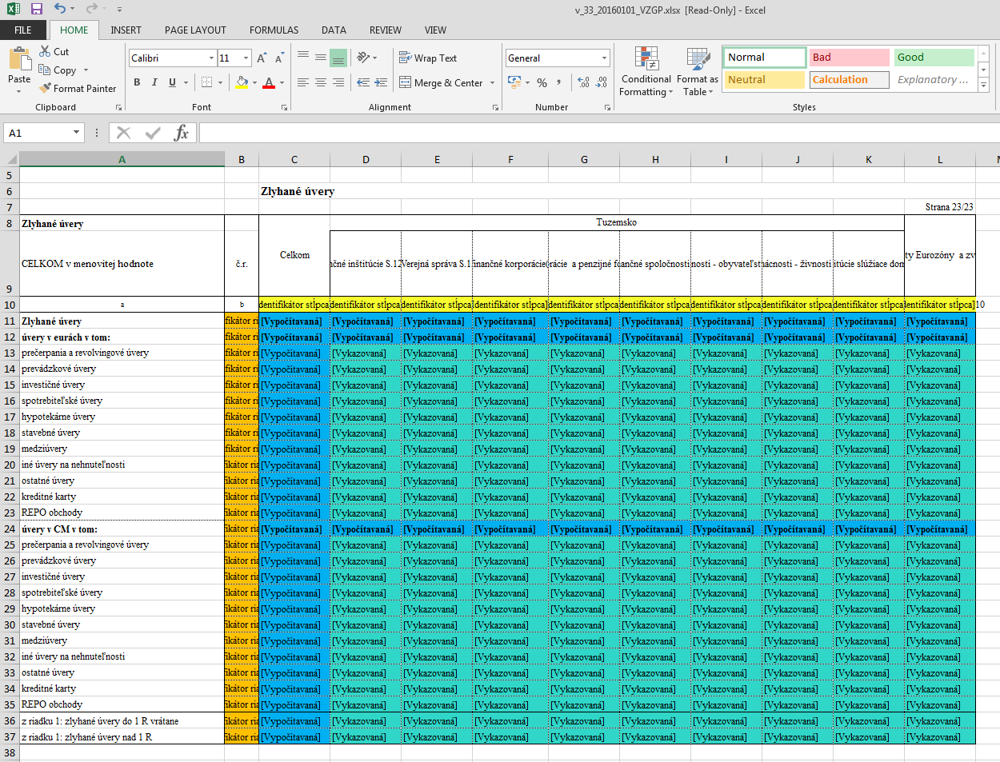 v_33_20160101_VZGP.xlsx [Read-Only] - Excel
FILE HOME INSERT PAGE LAYOUT FORMULAS DATA REVIEW VIEW
Cut
Copy
Format Painter
Paste
Clipboard
Calibri 11
B I U
Font
Wrap Text
Merge & Center
Alignment
General
Number
Conditional Formatting
Format as Table
Normal Bad Good
Neutral Calculation Explanatory ...
Styles
A1
A B C D E F G H I J K L
5
6 Zlyhané úvery
7 Strana 23/23
8 Zlyhané úvery Tuzemsko
Celkom
9 CELKOM v menovitej hodnote č.r. nčné inštitúcie S.12 Verejná správa S.1 inančné korporácie rácie a penzijné fo ančné spoločnosti nosti - obyvateľst ácnosti - živnosti itúcie slúžiace don ty Eurozóny a zv
10 a b dentifikátor stĺpca] dentifikátor stĺpca] dentifikátor stĺpca] dentifikátor stĺpca] dentifikátor stĺpca] dentifikátor stĺpca] dentifikátor stĺpca] dentifikátor stĺpca] dentifikátor stĺpca] dentifikátor stĺpca] 10
11 Zlyhané úvery fikátor ri [Vypočítavaná] [Vypočítavaná] [Vypočítavaná] [Vypočítavaná] [Vypočítavaná] [Vypočítavaná] [Vypočítavaná] [Vypočítavaná] [Vypočítavaná] [Vypočítavaná]
12 úvery v eurách v tom: fikátor ri [Vypočítavaná] [Vypočítavaná] [Vypočítavaná] [Vypočítavaná] [Vypočítavaná] [Vypočítavaná] [Vypočítavaná] [Vypočítavaná] [Vypočítavaná] [Vypočítavaná]
13 prečerpania a revolvingové úvery fikátor ri [Vypočítavaná] [Vykazovaná] [Vykazovaná] [Vykazovaná] [Vykazovaná] [Vykazovaná] [Vykazovaná] [Vykazovaná] [Vykazovaná] [Vykazovaná]
14 prevádzkové úvery fikátor ri [Vypočítavaná] [Vykazovaná] [Vykazovaná] [Vykazovaná] [Vykazovaná] [Vykazovaná] [Vykazovaná] [Vykazovaná] [Vykazovaná] [Vykazovaná]
15 investičné úvery fikátor ri [Vypočítavaná] [Vykazovaná] [Vykazovaná] [Vykazovaná] [Vykazovaná] [Vykazovaná] [Vykazovaná] [Vykazovaná] [Vykazovaná] [Vykazovaná]
16 spotrebiteľské úvery fikátor ri [Vypočítavaná] [Vykazovaná] [Vykazovaná] [Vykazovaná] [Vykazovaná] [Vykazovaná] [Vykazovaná] [Vykazovaná] [Vykazovaná] [Vykazovaná]
17 hypotekárne úvery fikátor ri [Vypočítavaná] [Vykazovaná] [Vykazovaná] [Vykazovaná] [Vykazovaná] [Vykazovaná] [Vykazovaná] [Vykazovaná] [Vykazovaná] [Vykazovaná]
18 stavebné úvery fikátor ri [Vypočítavaná] [Vykazovaná] [Vykazovaná] [Vykazovaná] [Vykazovaná] [Vykazovaná] [Vykazovaná] [Vykazovaná] [Vykazovaná] [Vykazovaná]
19 medziúvery fikátor ri [Vypočítavaná] [Vykazovaná] [Vykazovaná] [Vykazovaná] [Vykazovaná] [Vykazovaná] [Vykazovaná] [Vykazovaná] [Vykazovaná] [Vykazovaná]
20 iné úvery na nehnuteľnosti fikátor ria [Vypočítavaná] [Vykazovaná] [Vykazovaná] [Vykazovaná] [Vykazovaná] [Vykazovaná] [Vykazovaná] [Vykazovaná] [Vykazovaná] [Vykazovaná]
21 ostatné úvery fikátor ria [Vypočítavaná] [Vykazovaná] [Vykazovaná] [Vykazovaná] [Vykazovaná] [Vykazovaná] [Vykazovaná] [Vykazovaná] [Vykazovaná] [Vykazovaná]
22 kreditné karty fikátor ria [Vypočítavaná] [Vykazovaná] [Vykazovaná] [Vykazovaná] [Vykazovaná] [Vykazovaná] [Vykazovaná] [Vykazovaná] [Vykazovaná] [Vykazovaná]
23 REPO obchody fikátor ria [Vypočítavaná] [Vykazovaná] [Vykazovaná] [Vykazovaná] [Vykazovaná] [Vykazovaná] [Vykazovaná] [Vykazovaná] [Vykazovaná] [Vykazovaná]
24 úvery v CM v tom: fikátor ria [Vypočítavaná] [Vypočítavaná] [Vypočítavaná] [Vypočítavaná] [Vypočítavaná] [Vypočítavaná] [Vypočítavaná] [Vypočítavaná] [Vypočítavaná] [Vypočítavaná]
25 prečerpania a revolvingové úvery fikátor ria [Vypočítavaná] [Vykazovaná] [Vykazovaná] [Vykazovaná] [Vykazovaná] [Vykazovaná] [Vykazovaná] [Vykazovaná] [Vykazovaná] [Vykazovaná]
26 prevádzkové úvery fikátor ria [Vypočítavaná] [Vykazovaná] [Vykazovaná] [Vykazovaná] [Vykazovaná] [Vykazovaná] [Vykazovaná] [Vykazovaná] [Vykazovaná] [Vykazovaná]
27 investičné úvery fikátor ria [Vypočítavaná] [Vykazovaná] [Vykazovaná] [Vykazovaná] [Vykazovaná] [Vykazovaná] [Vykazovaná] [Vykazovaná] [Vykazovaná] [Vykazovaná]
28 spotrebiteľské úvery fikátor ria [Vypočítavaná] [Vykazovaná] [Vykazovaná] [Vykazovaná] [Vykazovaná] [Vykazovaná] [Vykazovaná] [Vykazovaná] [Vykazovaná] [Vykazovaná]
29 hypotekárne úvery fikátor ria [Vypočítavaná] [Vykazovaná] [Vykazovaná] [Vykazovaná] [Vykazovaná] [Vykazovaná] [Vykazovaná] [Vykazovaná] [Vykazovaná] [Vykazovaná]
30 stavebné úvery fikátor ria [Vypočítavaná] [Vykazovaná] [Vykazovaná] [Vykazovaná] [Vykazovaná] [Vykazovaná] [Vykazovaná] [Vykazovaná] [Vykazovaná] [Vykazovaná]
31 medziúvery fikátor ria [Vypočítavaná] [Vykazovaná] [Vykazovaná] [Vykazovaná] [Vykazovaná] [Vykazovaná] [Vykazovaná] [Vykazovaná] [Vykazovaná] [Vykazovaná]
32 iné úvery na nehnuteľnosti fikátor ria [Vypočítavaná] [Vykazovaná] [Vykazovaná] [Vykazovaná] [Vykazovaná] [Vykazovaná] [Vykazovaná] [Vykazovaná] [Vykazovaná] [Vykazovaná]
33 ostatné úvery fikátor ria [Vypočítavaná] [Vykazovaná] [Vykazovaná] [Vykazovaná] [Vykazovaná] [Vykazovaná] [Vykazovaná] [Vykazovaná] [Vykazovaná] [Vykazovaná]
34 kreditné karty fikátor ria [Vypočítavaná] [Vykazovaná] [Vykazovaná] [Vykazovaná] [Vykazovaná] [Vykazovaná] [Vykazovaná] [Vykazovaná] [Vykazovaná] [Vykazovaná]
35 REPO obchody fikátor ria [Vypočítavaná] [Vykazovaná] [Vykazovaná] [Vykazovaná] [Vykazovaná] [Vykazovaná] [Vykazovaná] [Vykazovaná] [Vykazovaná] [Vykazovaná]
36 z riadku 1: zlyhané úvery do 1 R vrátane fikátor ria [Vypočítavaná] [Vykazovaná] [Vykazovaná] [Vykazovaná] [Vykazovaná] [Vykazovaná] [Vykazovaná] [Vykazovaná] [Vykazovaná] [Vykazovaná]
37 z riadku 1: zlyhané úvery nad 1 R fikátor ria [Vypočítavaná] [Vykazovaná] [Vykazovaná] [Vykazovaná] [Vykazovaná] [Vykazovaná] [Vykazovaná] [Vykazovaná] [Vykazovaná] [Vykazovaná]
38